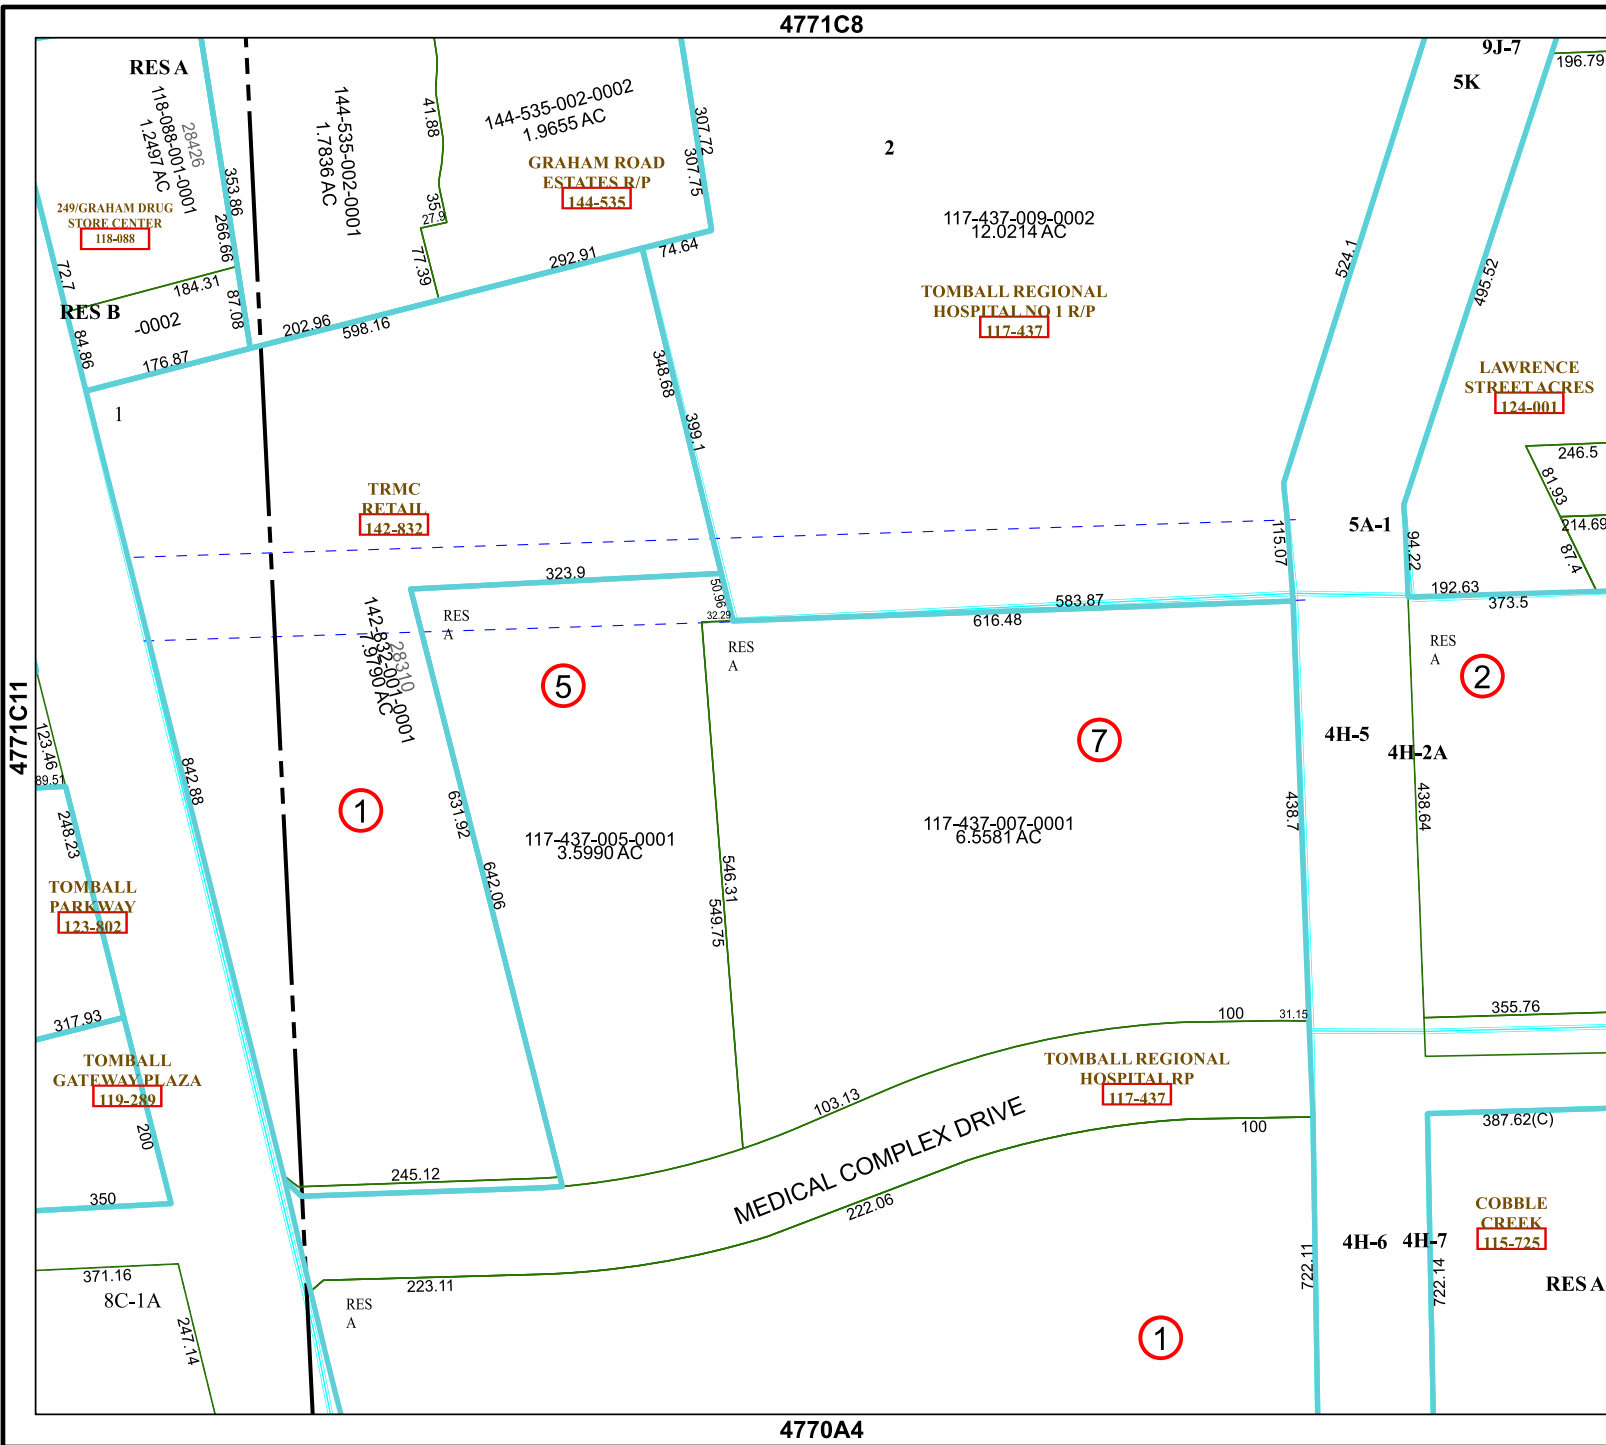 4771C8
RES A
118-088-001-0001
28426
1.2497 AC
353.86
266.66
249/GRAHAM DRUG
STORE CENTER
118-088
72.7
184.31
87.08
RES B
-0002
84.86
176.87
144-535-002-0001
1.7836 AC
41.88
144-535-002-0002
1.9655 AC
GRAHAM ROAD
ESTATES R/P
144-535
35.9
27.9
77.39
292.91
74.64
202.96
598.16
307.72
307.75
2
117-437-009-0002
12.0214 AC
TOMBALL REGIONAL
HOSPITAL NO 1 R/P
117-437
9J-7
5K
196.79
524.1
495.52
LAWRENCE
STREET ACRES
124-001
246.5
81.93
214.69
87.4
1
348.68
399.1
TRMC
RETAIL
142-832
323.9
50.96
32.29
115.07
5A-1
94.22
192.63
373.5
583.87
616.48
142-832-001-0001
28310
7.9790 AC
RES
A
RES
A
RES
A
5
2
7
4H-5
4H-2A
4771C11
123.46
89.51
248.23
842.88
1
631.92
642.06
117-437-005-0001
3.5990 AC
546.31
549.75
117-437-007-0001
6.5581 AC
438.7
438.64
TOMBALL
PARKWAY
123-802
317.93
TOMBALL
GATEWAY PLAZA
119-289
200
350
100
31.15
355.76
TOMBALL REGIONAL
HOSPITAL RP
117-437
103.13
MEDICAL COMPLEX DRIVE
100
222.06
387.62(C)
245.12
223.11
COBBLE
CREEK
115-725
4H-6
4H-7
722.11
722.14
RES A
371.16
8C-1A
247.14
RES
A
1
4770A4